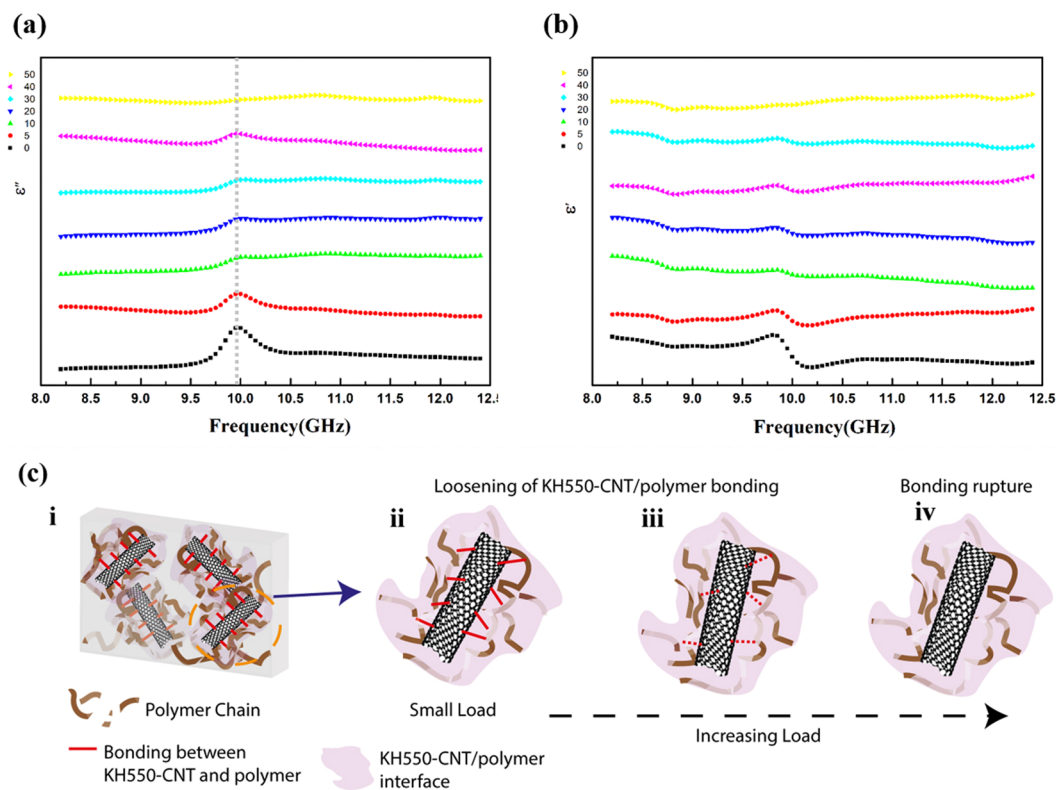 (a)
50
40
30
20
10
5
0
ε"
8.0 8.5 9.0 9.5 10.0 10.5 11.0 11.5 12.0 12.5
Frequency(GHz)
(b)
50
40
30
20
10
5
0
ε'
8.0 8.5 9.0 9.5 10.0 10.5 11.0 11.5 12.0 12.5
Frequency(GHz)
(c)
Loosening of KH550-CNT/polymer bonding
Bonding rupture
i
ii
iii
iv
Polymer Chain
Small Load
Increasing Load
Bonding between
KH550-CNT and polymer
KH550-CNT/polymer
interface